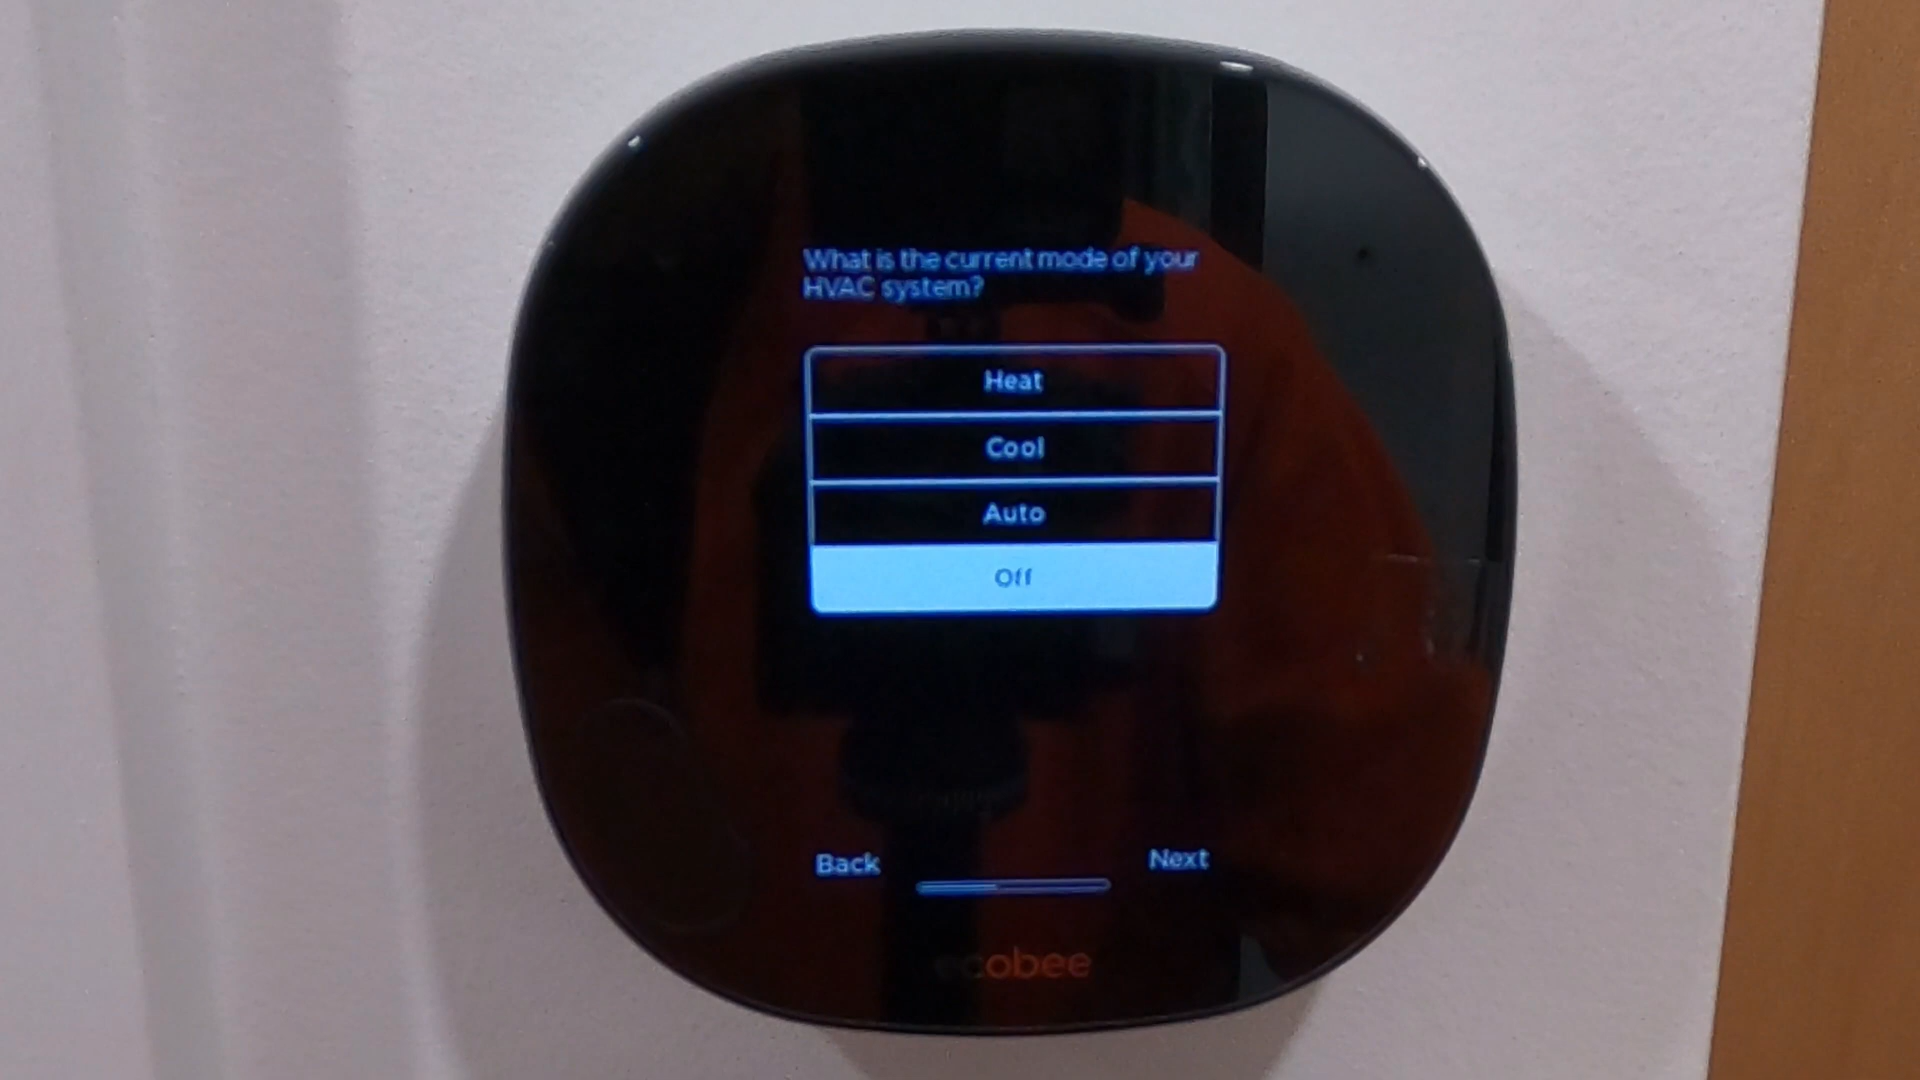 What is the current mode of your
HVAC system?
Heat
Cool
Auto
Off
Back
Next
ecobee